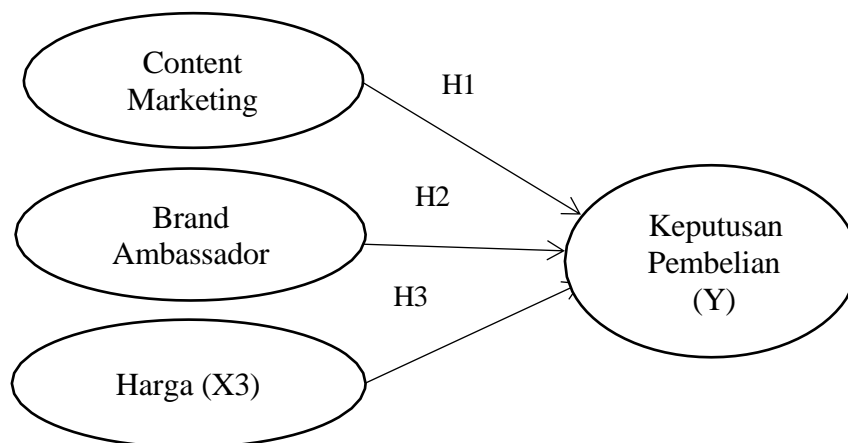 Content
Marketing
H1
Brand
Ambassador
H2
Keputusan
Pembelian
(Y)
H3
Harga (X3)